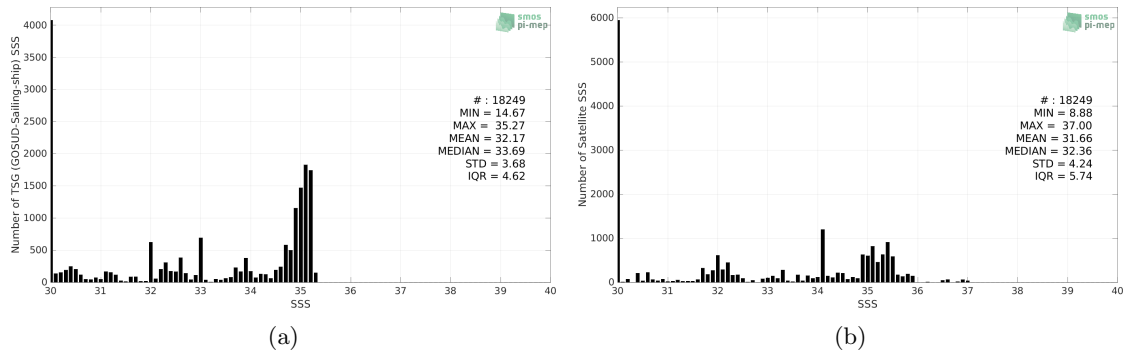 smos
pi-mep
Number of TSG (GOSUD-Sailing-ship) SSS
4000
3500
3000
2500
2000
1500
1000
500
0
# : 18249
MIN = 14.67
MAX = 35.27
MEAN = 32.17
MEDIAN = 33.69
STD = 3.68
IQR = 4.62
30 31 32 33 34 35 36 37 38 39 40
SSS
(a)
smos
pi-mep
Number of Satellite SSS
6000
5000
4000
3000
2000
1000
0
# : 18249
MIN = 8.88
MAX = 37.00
MEAN = 31.66
MEDIAN = 32.36
STD = 4.24
IQR = 5.74
30 31 32 33 34 35 36 37 38 39 40
SSS
(b)